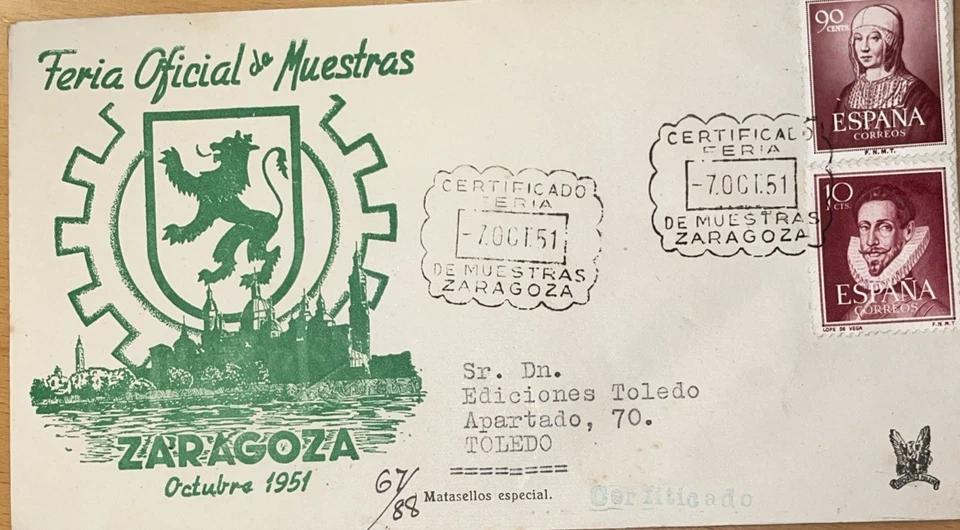 Feria Oficial de Muestras
ZARAGOZA
Octubre 1951
CERTIFICADO
FERIA
-7.OCT.51
DE MUESTRAS
ZARAGOZA
CERTIFICADO
FERIA
-7.OCT.51
DE MUESTRAS
ZARAGOZA
90
CENTS.
ESPAÑA
CORREOS
F.N.M.T.
10
CTS.
ESPAÑA
CORREOS
LOPE DE VEGA F.N.M.T.
Sr. Dn.
Ediciones Toledo
Apartado, 70.
TOLEDO
========
67/
/88
Matasellos especial.
Certificado